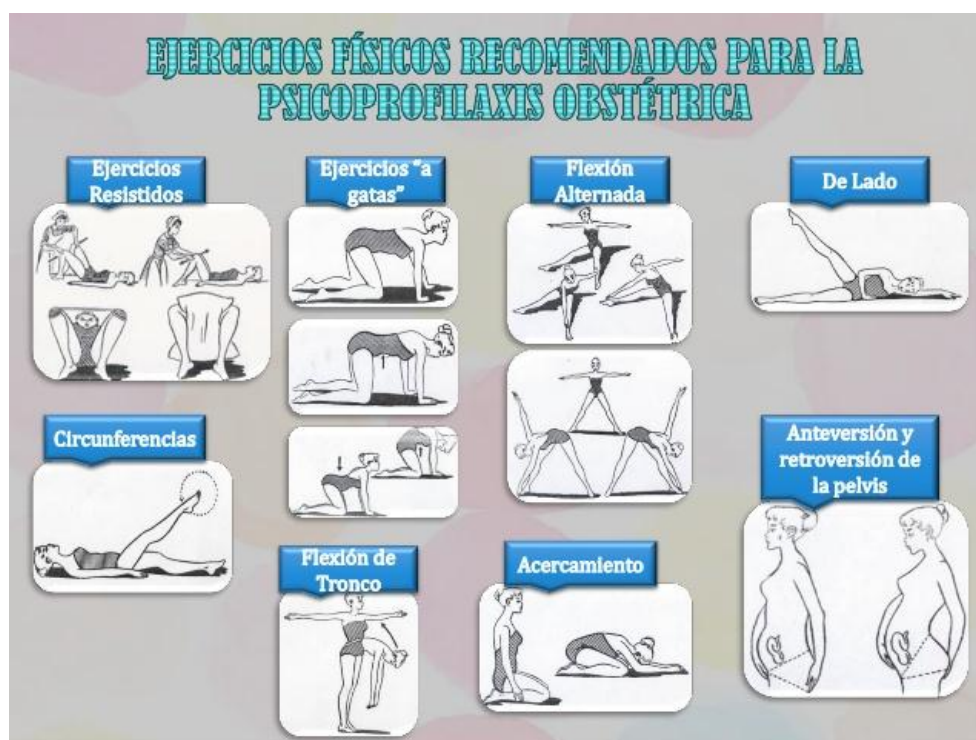 EJERCICIOS FÍSICOS RECOMENDADOS PARA LA
PSICOPROFILAXIS OBSTÉTRICA
Ejercicios
Resistidos
Ejercicios "a
gatas"
Flexión
Alternada
De Lado
Circunferencias
Anteversión y
retroversión de
la pelvis
Flexión de
Tronco
Acercamiento